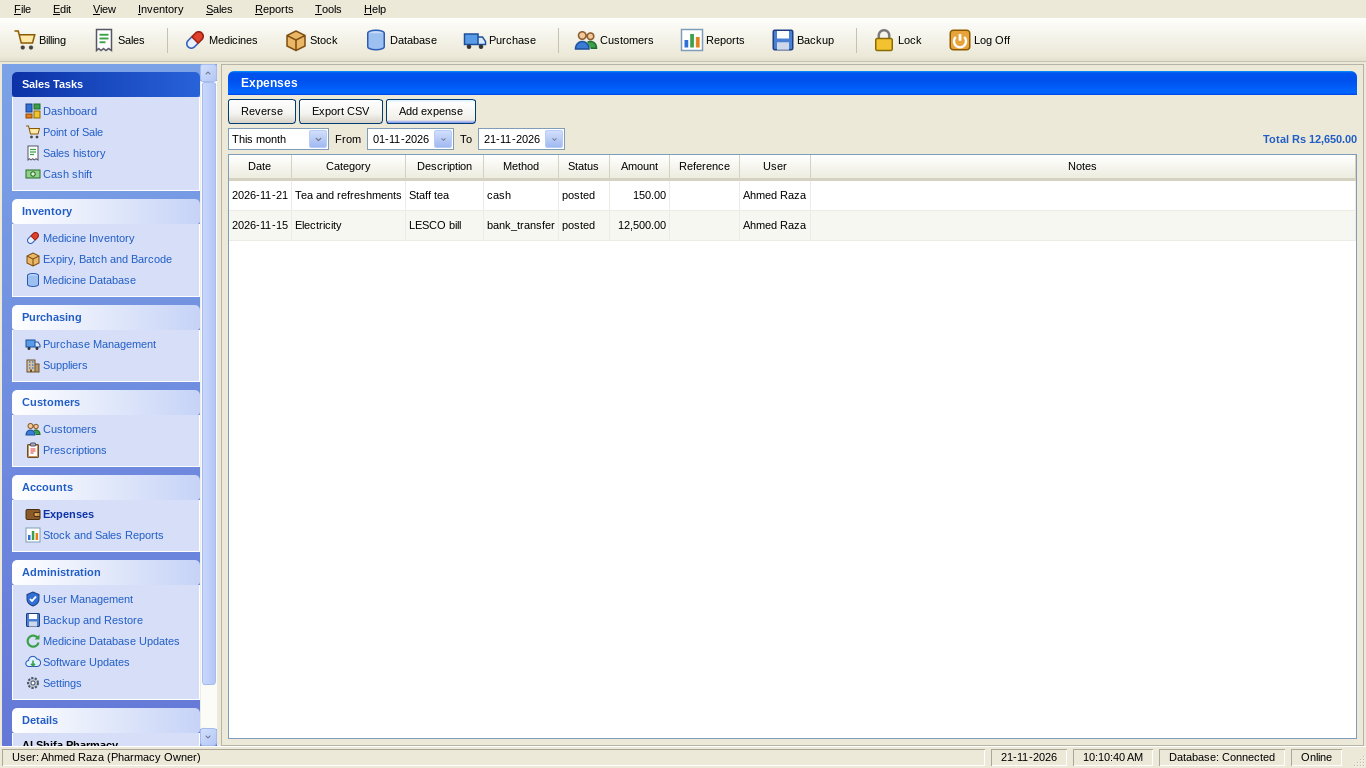 File Edit View Inventory Sales Reports Tools Help
Billing Sales Medicines Stock Database Purchase Customers Reports Backup Lock Log Off
Sales Tasks
Dashboard
Point of Sale
Sales history
Cash shift
Inventory
Medicine Inventory
Expiry, Batch and Barcode
Medicine Database
Purchasing
Purchase Management
Suppliers
Customers
Customers
Prescriptions
Accounts
Expenses
Stock and Sales Reports
Administration
User Management
Backup and Restore
Medicine Database Updates
Software Updates
Settings
Details
Al Shifa Pharmacy
Expenses
Reverse Export CSV Add expense
This month From 01-11-2026 To 21-11-2026 Total Rs 12,650.00
Date Category Description Method Status Amount Reference User Notes
2026-11-21 Tea and refreshments Staff tea cash posted 150.00 Ahmed Raza
2026-11-15 Electricity LESCO bill bank_transfer posted 12,500.00 Ahmed Raza
User: Ahmed Raza (Pharmacy Owner) 21-11-2026 10:10:40 AM Database: Connected Online